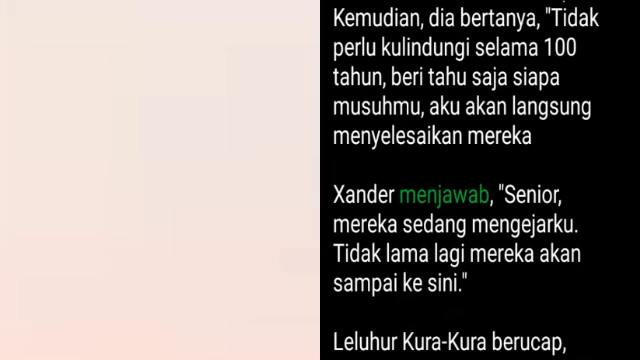 Kemudian, dia bertanya, "Tidak
perlu kulindungi selama 100
tahun, beri tahu saja siapa
musuhmu, aku akan langsung
menyelesaikan mereka
Xander menjawab, "Senior,
mereka sedang mengejarku.
Tidak lama lagi mereka akan
sampai ke sini."
Leluhur Kura-Kura berucap,